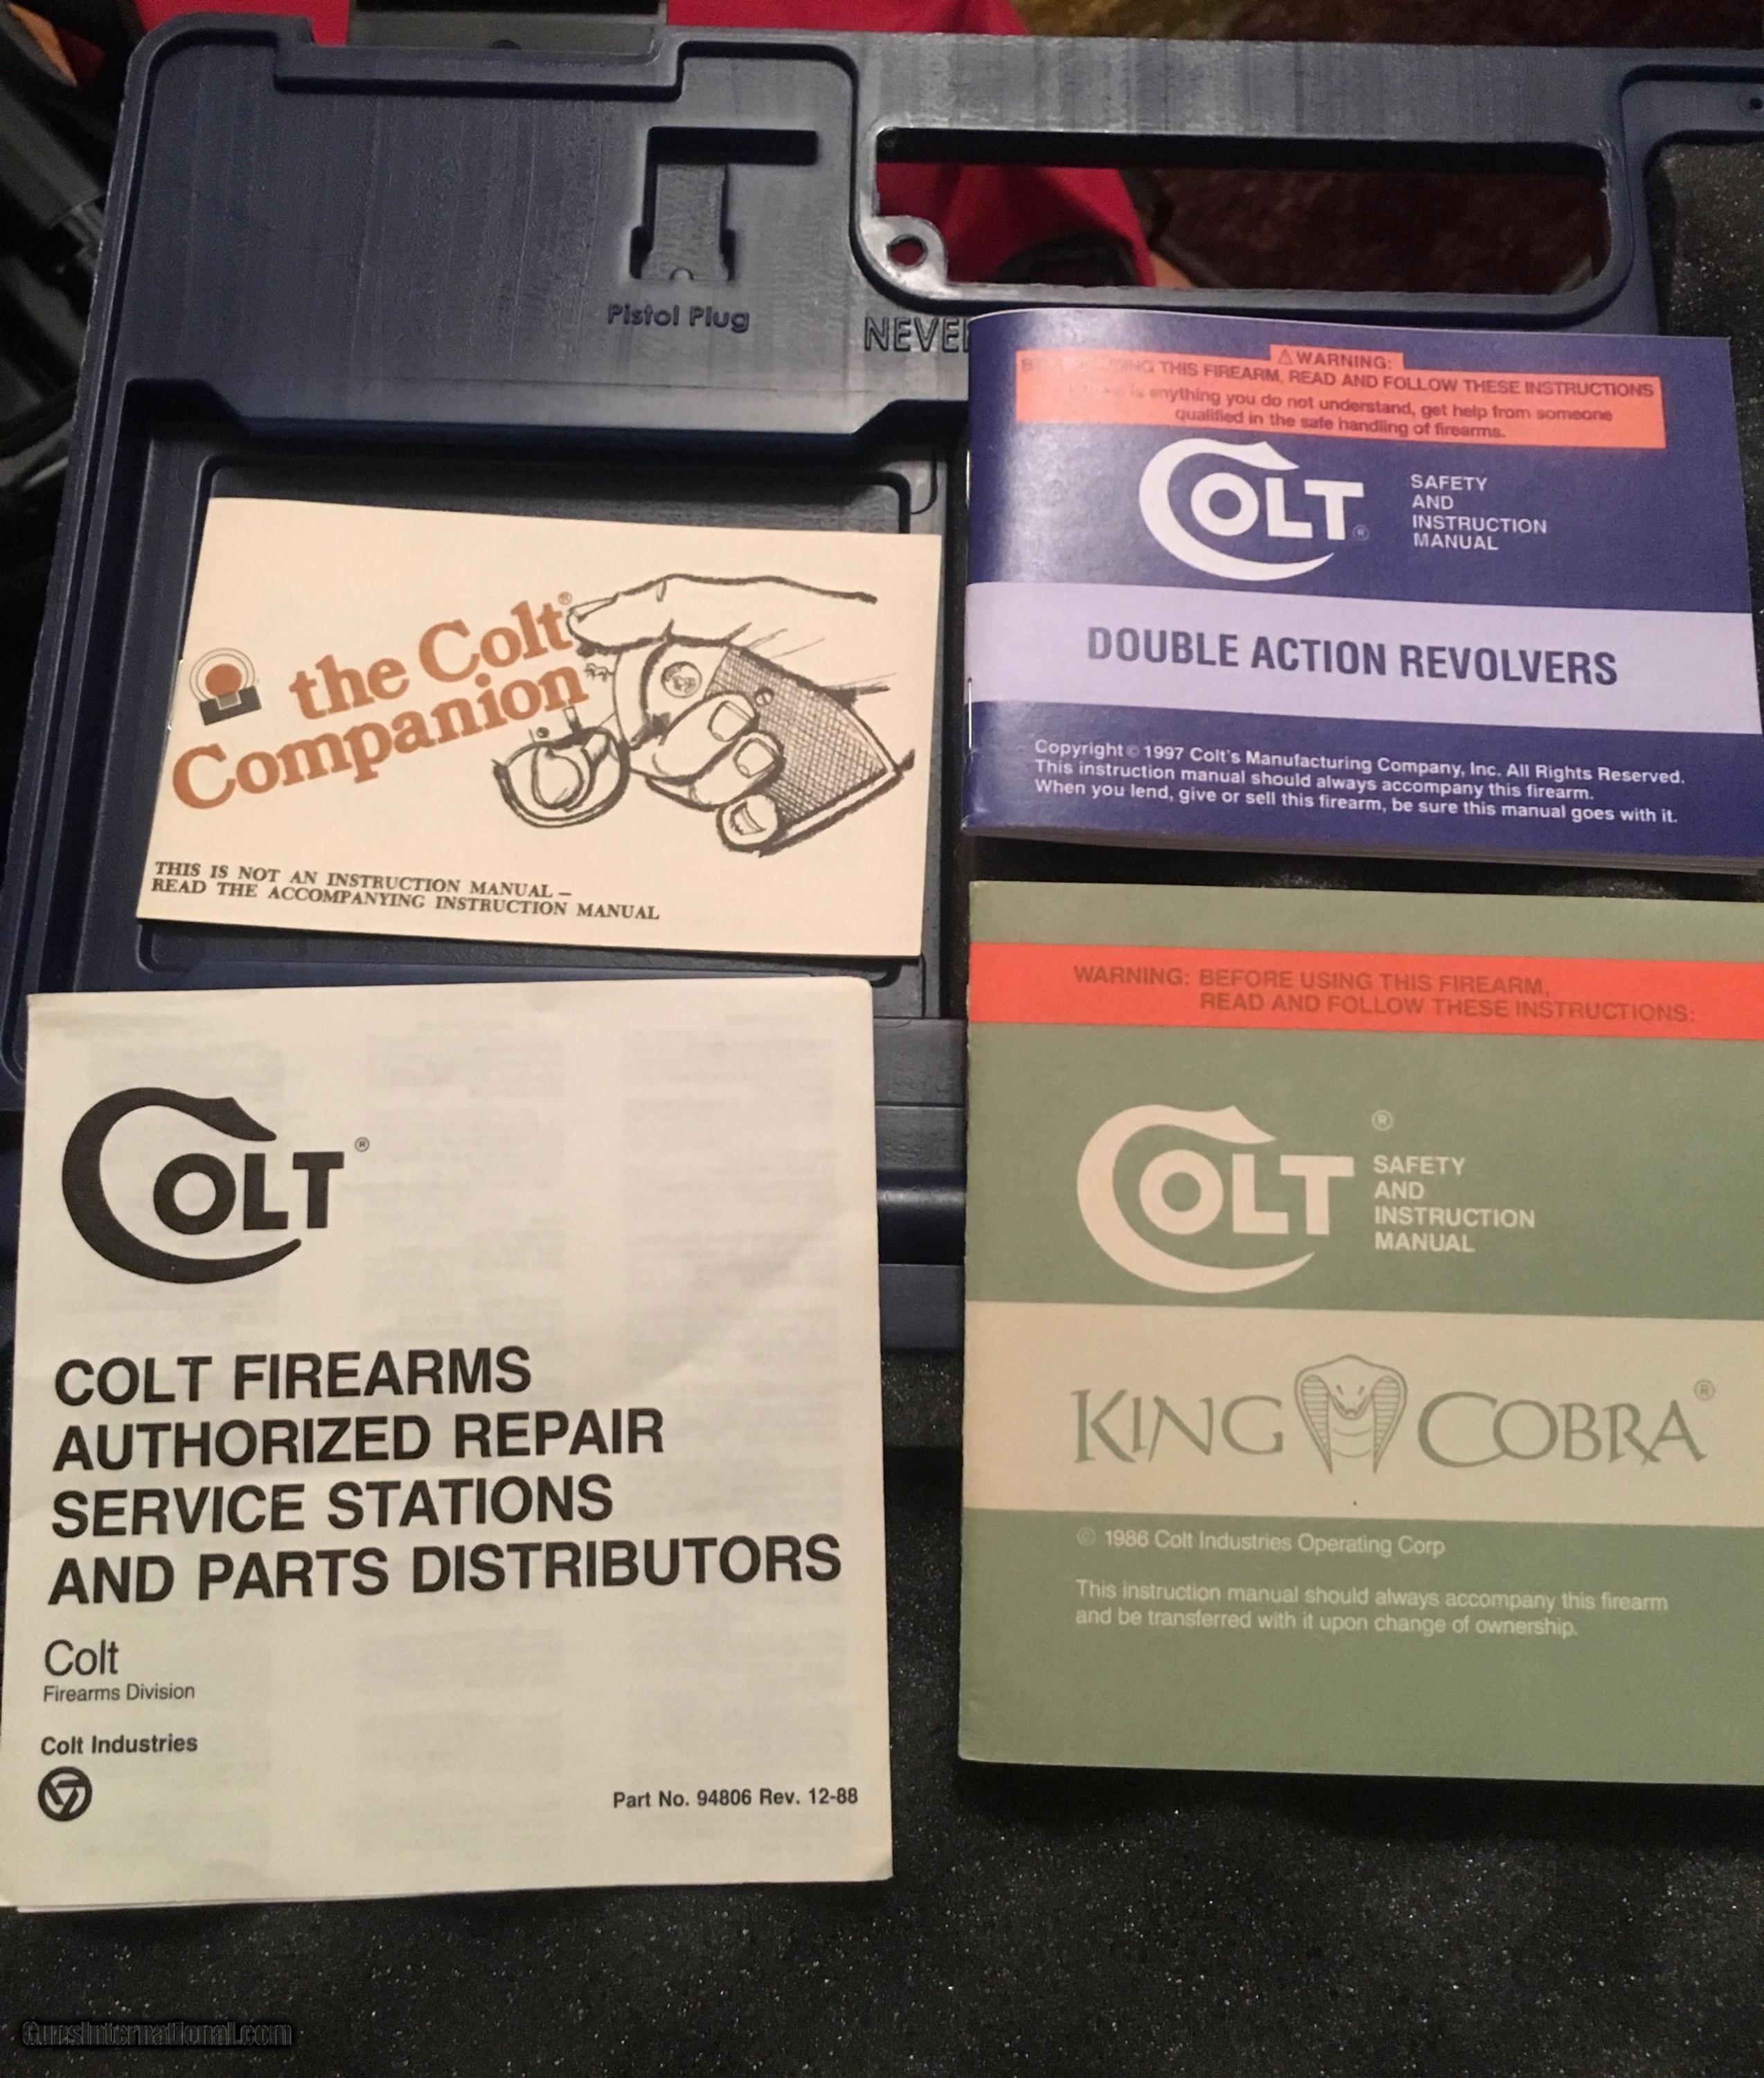 Pistol Plug
NEVE
⚠WARNING:
THIS FIREARM, READ AND FOLLOW THESE INSTRUCTIONS
is anything you do not understand, get help from someone
qualified in the safe handling of firearms.
COLT®
SAFETY
AND
INSTRUCTION
MANUAL
DOUBLE ACTION REVOLVERS
Copyright © 1997 Colt's Manufacturing Company, Inc. All Rights Reserved.
This instruction manual should always accompany this firearm.
When you lend, give or sell this firearm, be sure this manual goes with it.
the Colt®
Companion
THIS IS NOT AN INSTRUCTION MANUAL –
READ THE ACCOMPANYING INSTRUCTION MANUAL
COLT®
COLT FIREARMS
AUTHORIZED REPAIR
SERVICE STATIONS
AND PARTS DISTRIBUTORS
Colt
Firearms Division
Colt Industries
Part No. 94806 Rev. 12-88
WARNING: BEFORE USING THIS FIREARM,
READ AND FOLLOW THESE INSTRUCTIONS:
COLT®
SAFETY
AND
INSTRUCTION
MANUAL
KING COBRA®
© 1986 Colt Industries Operating Corp
This instruction manual should always accompany this firearm
and be transferred with it upon change of ownership.
GunsInternational.com